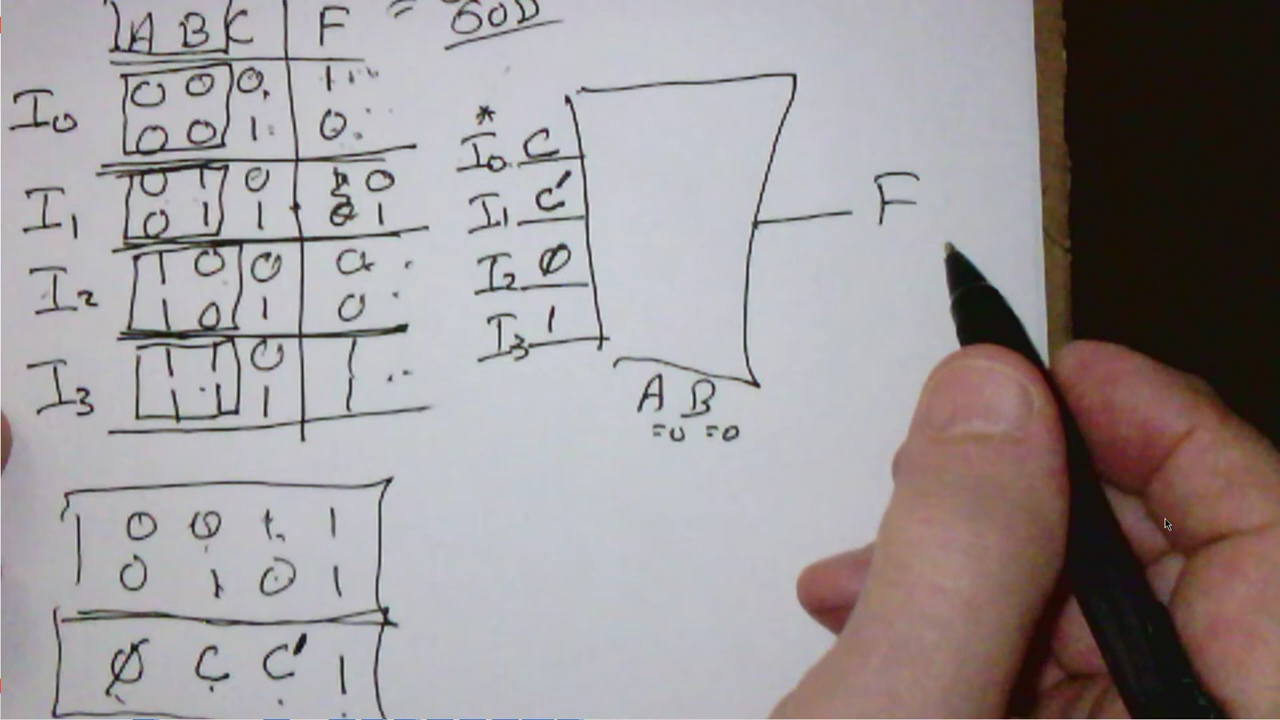 A B C F =
I0 0 0 0 1
0 0 1 0
I1 0 1 0 0
0 1 1 1
I2 1 0 0 0
1 0 1 0
I3 1 1 0 1
1 1 1 1
*
I0 C
I1 C'
I2 Ø
I3 1
F
A B
=0 =0
0 0 1 1
0 1 0 1
Ø C C' 1